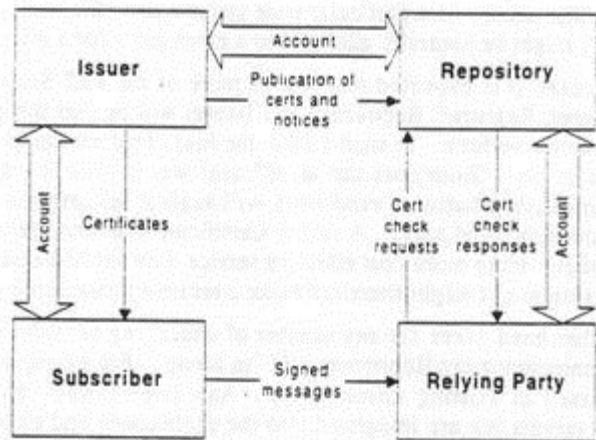 Account
Issuer
Repository
Publication of
certs and
notices
Account
Certificates
Cert
check
requests
Cert
check
responses
Account
Subscriber
Signed
messages
Relying Party